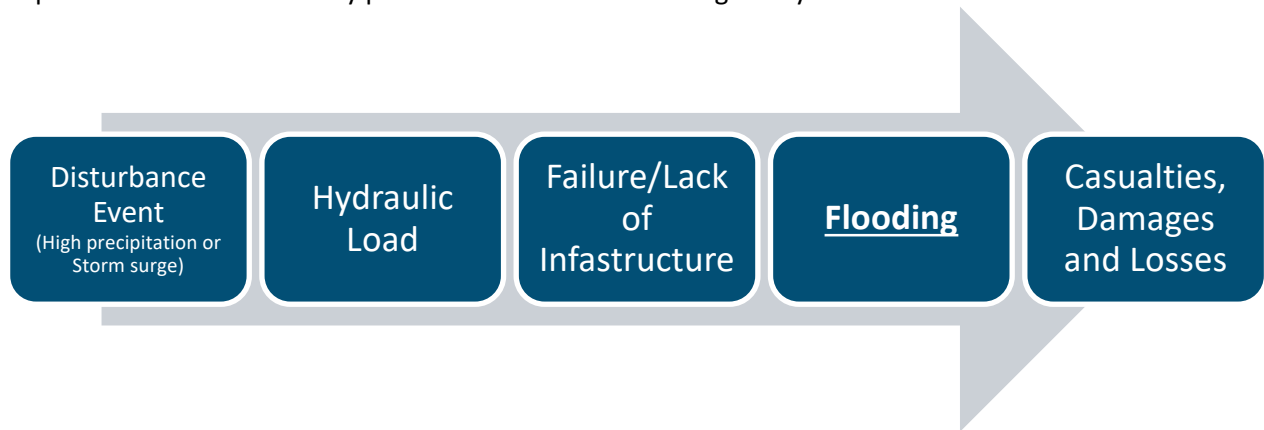 Disturbance
Event
(High precipitation or
Storm surge)
Hydraulic
Load
Failure/Lack
of
Infastructure
Flooding
Casualties,
Damages
and Losses